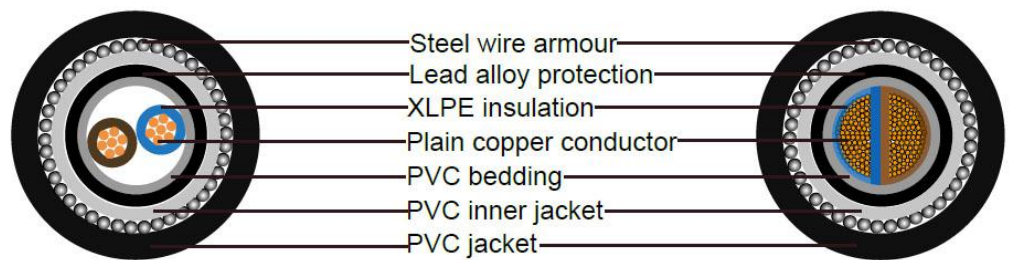 Steel wire armour
Lead alloy protection
XLPE insulation
Plain copper conductor
PVC bedding
PVC inner jacket
PVC jacket